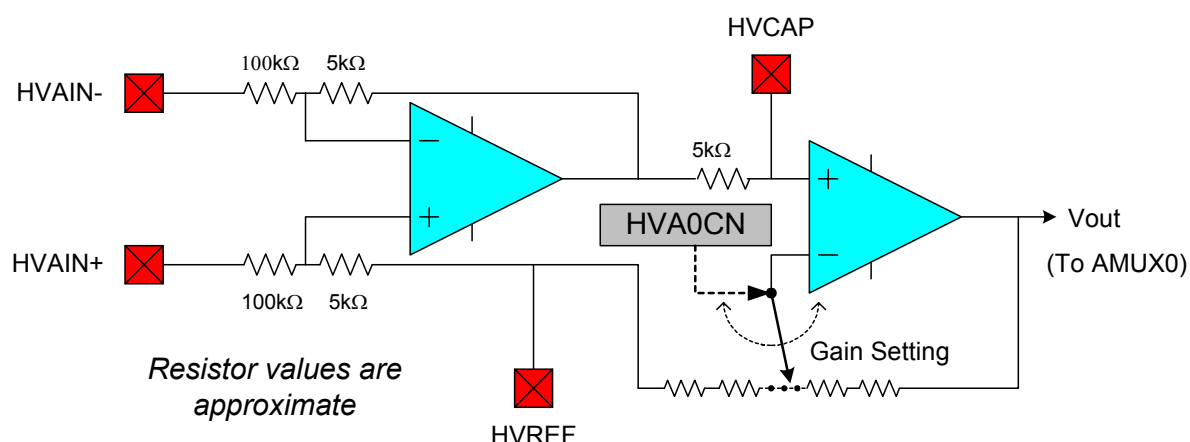 HVCAP
100kΩ 5kΩ
HVAIN-
−
5kΩ
+
+
HVA0CN
Vout
HVAIN+
−
(To AMUX0)
100kΩ 5kΩ
Gain Setting
Resistor values are
approximate
HVREF